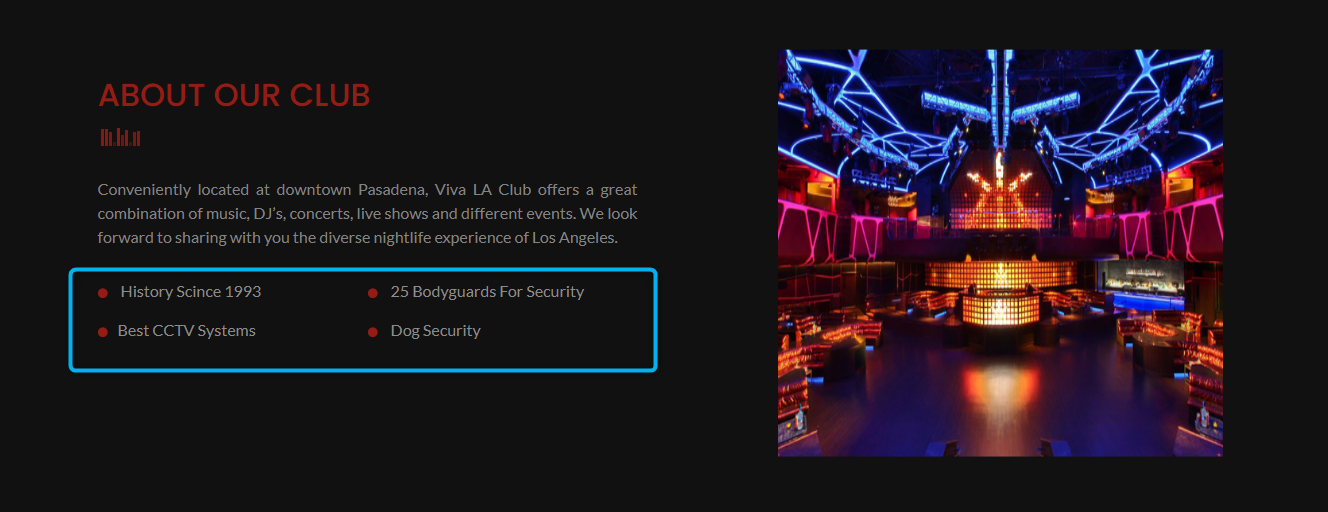 ABOUT OUR CLUB
Conveniently located at downtown Pasadena, Viva LA Club offers a great
combination of music, DJ's, concerts, live shows and different events. We look
forward to sharing with you the diverse nightlife experience of Los Angeles.
History Scince 1993
25 Bodyguards For Security
Best CCTV Systems
Dog Security